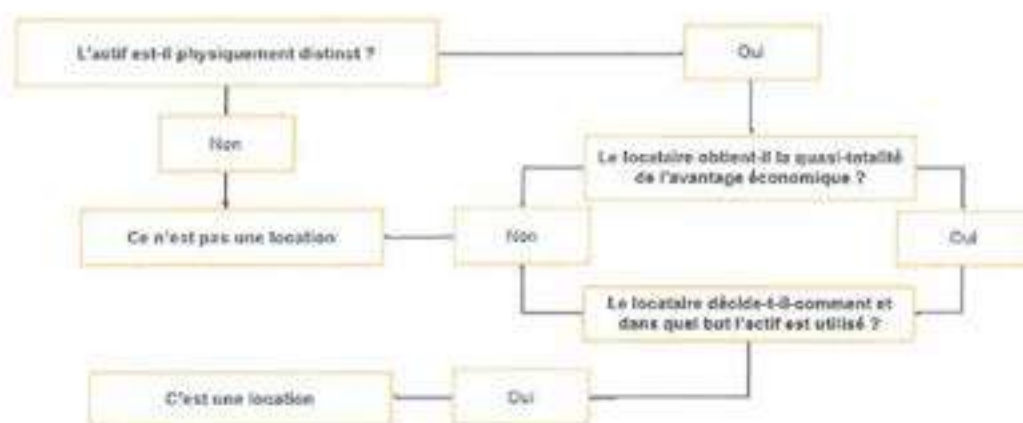 L'actif est-il physiquement distinct ?
Oui
Non
Le locataire obtient-il la quasi-totalité
de l'avantage économique ?
Ce n'est pas une location
Non
Oui
Le locataire décide-t-il-comment et
dans quel but l'actif est utilisé ?
C'est une location
Oui